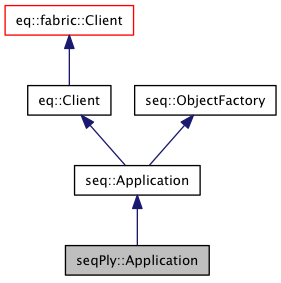 eq::fabric::Client
eq::Client
seq::ObjectFactory
seq::Application
seqPly::Application